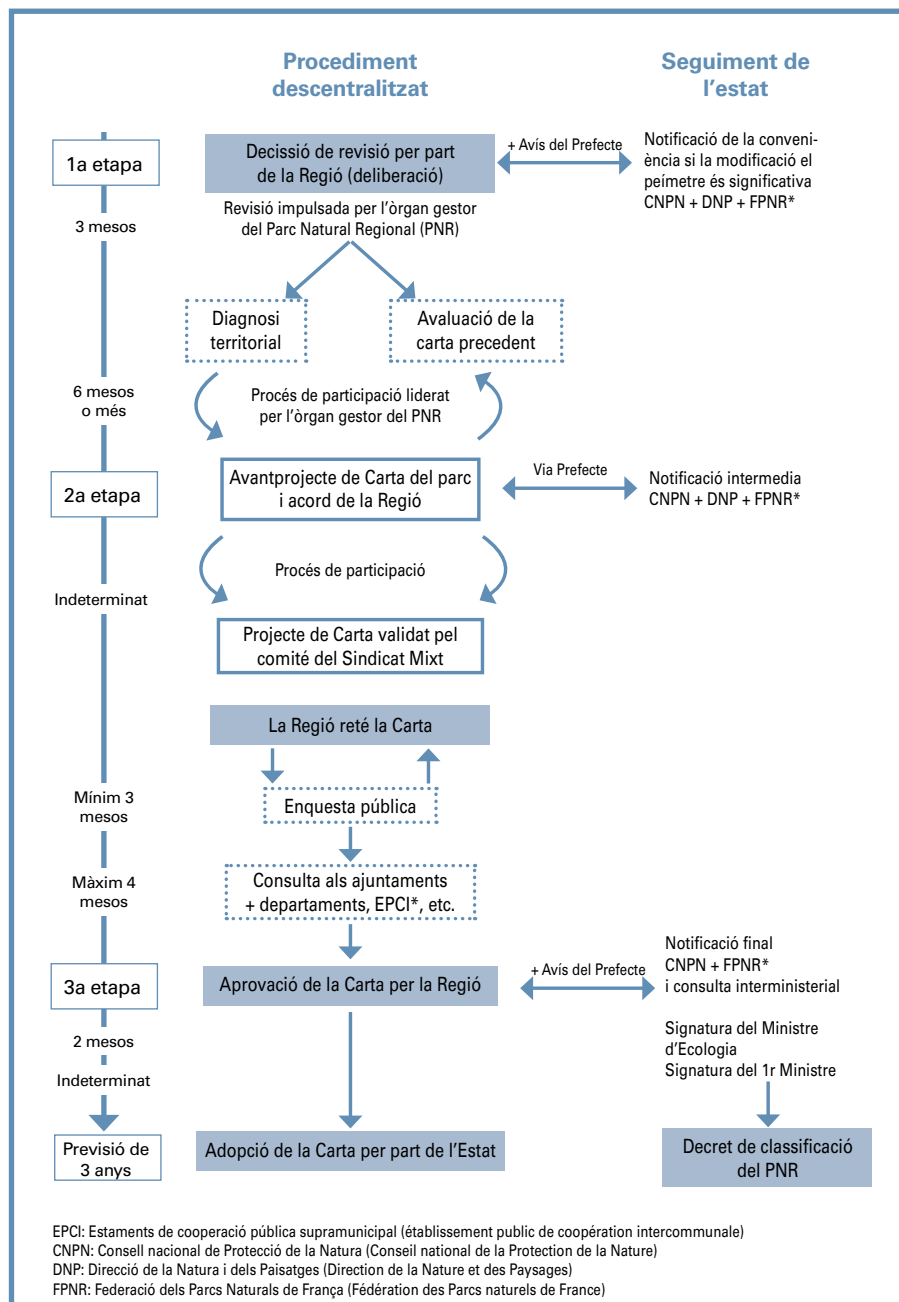 Procediment
descentralitzat
Seguiment de
l'estat
1a etapa
Decissió de revisió per part
de la Regió (deliberació)
+ Avís del Prefecte
Notificació de la conveni-
ència si la modificació el
peímetre és significativa
CNPN + DNP + FPNR*
3 mesos
Revisió impulsada per l'òrgan gestor
del Parc Natural Regional (PNR)
Diagnosi
territorial
Avaluació de la
carta precedent
6 mesos
o més
Procés de participació liderat
per l'òrgan gestor del PNR
2a etapa
Avantprojecte de Carta del parc
i acord de la Regió
Via Prefecte
Notificació intermedia
CNPN + DNP + FPNR*
Indeterminat
Procés de participació
Projecte de Carta validat pel
comité del Sindicat Mixt
La Regió reté la Carta
Mínim 3
mesos
Enquesta pública
Màxim 4
mesos
Consulta als ajuntaments
+ departaments, EPCI*, etc.
3a etapa
Aprovació de la Carta per la Regió
+ Avís del Prefecte
Notificació final
CNPN + FPNR*
i consulta interministerial
2 mesos
Signatura del Ministre
d'Ecologia
Signatura del 1r Ministre
Indeterminat
Previsió de
3 anys
Adopció de la Carta per part de l'Estat
Decret de classificació
del PNR
EPCI: Estaments de cooperació pública supramunicipal (établissement public de coopération intercommunale)
CNPN: Consell nacional de Protecció de la Natura (Conseil national de la Protection de la Nature)
DNP: Direcció de la Natura i dels Paisatges (Direction de la Nature et des Paysages)
FPNR: Federació dels Parcs Naturals de França (Fédération des Parcs naturels de France)